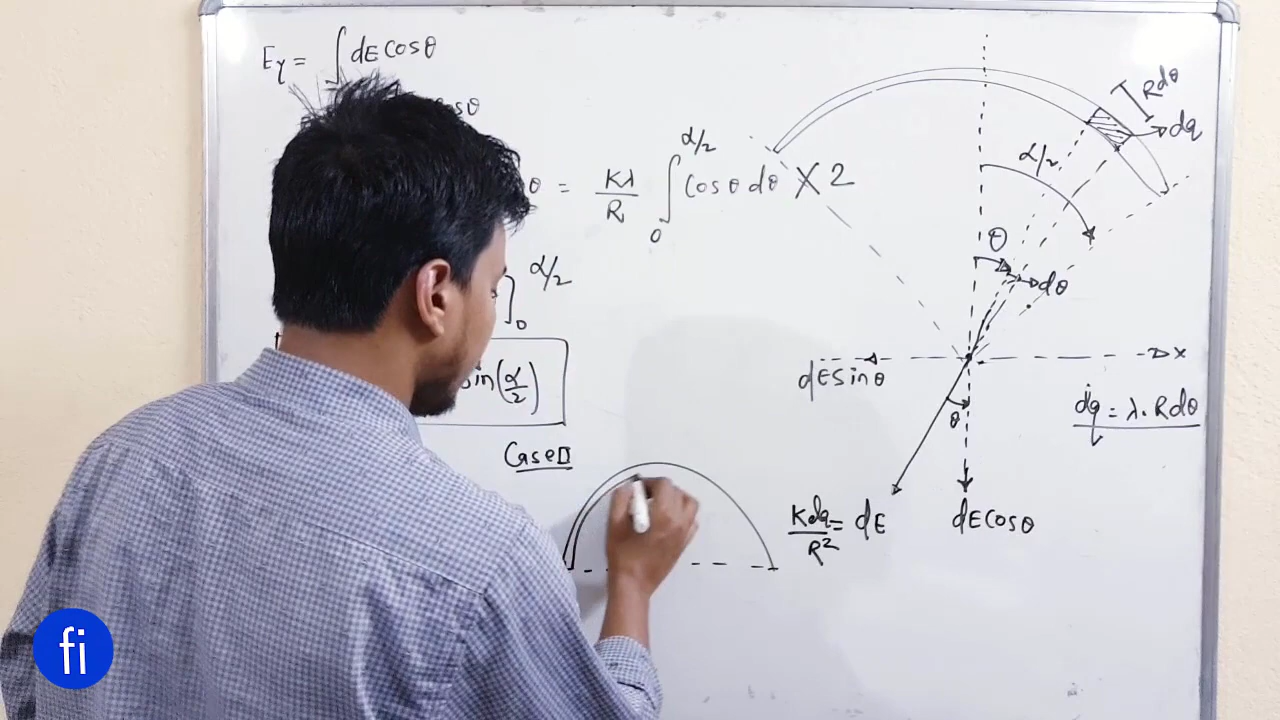 Ey = ∫ dE cosθ
cosθ
θ = Kλ/R ∫₀^α/2 cosθ dθ × 2
]₀^α/2
sin(α/2)
Case II
Rdθ
dq
α/2
θ
dθ
x
dE sinθ
θ
dq = λ. Rdθ
Kdq/R² = dE
dE cosθ
fi